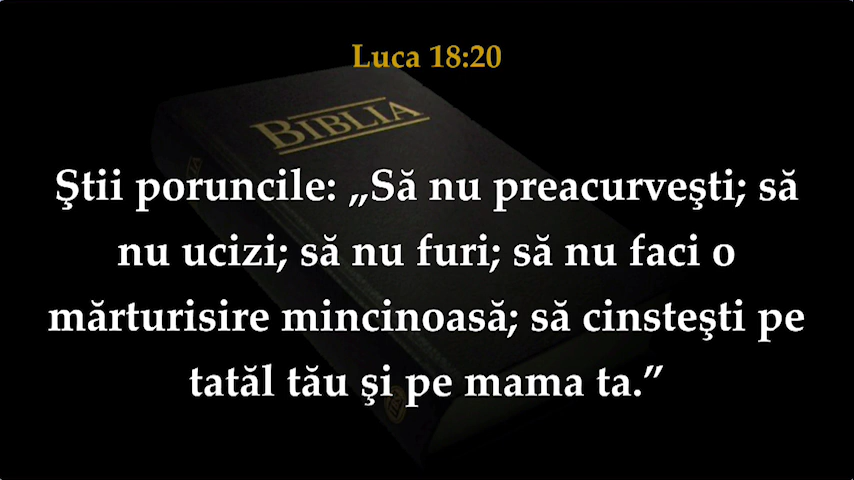 Luca 18:20
BIBLIA
Ştii poruncile: „Să nu preacurveşti; să
nu ucizi; să nu furi; să nu faci o
mărturisire mincinoasă; să cinsteşti pe
tatăl tău şi pe mama ta.”